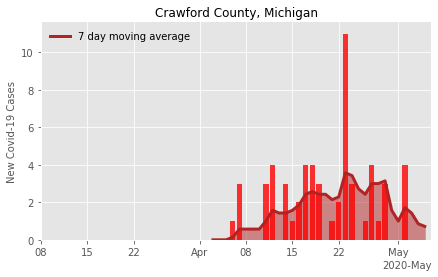 Crawford County, Michigan
7 day moving average
New Covid-19 Cases
10
8
6
4
2
0
08 15 22 Apr 08 15 22 May
2020-May